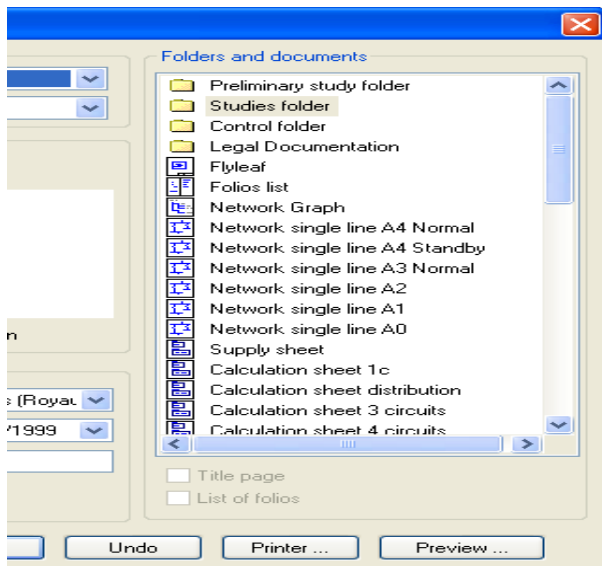 Folders and documents
Preliminary study folder
Studies folder
Control folder
Legal Documentation
Flyleaf
Folios list
Network Graph
Network single line A4 Normal
Network single line A4 Standby
Network single line A3 Normal
Network single line A2
Network single line A1
Network single line A0
Supply sheet
Calculation sheet 1c
Calculation sheet distribution
Calculation sheet 3 circuits
Calculation sheet 4 circuits
n
s (Royau
/1999
Title page
List of folios
Undo
Printer ...
Preview ...